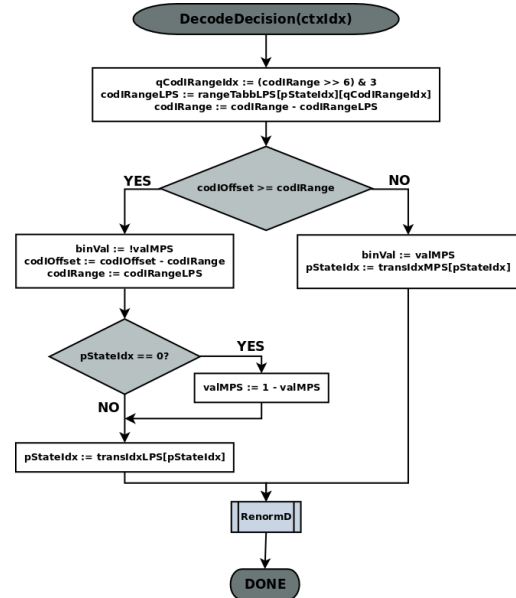 DecodeDecision(ctxIdx)
qCodIRangeIdx := (codIRange >> 6) & 3
codIRangeLPS := rangeTabbLPS[pStateIdx][qCodIRangeIdx]
codIRange := codIRange - codIRangeLPS
codIOffset >= codIRange
YES
NO
binVal := !valMPS
codIOffset := codIOffset - codIRange
codIRange := codIRangeLPS
binVal := valMPS
pStateIdx := transIdxMPS[pStateIdx]
pStateIdx == 0?
YES
valMPS := 1 - valMPS
NO
pStateIdx := transIdxLPS[pStateIdx]
RenormD
DONE